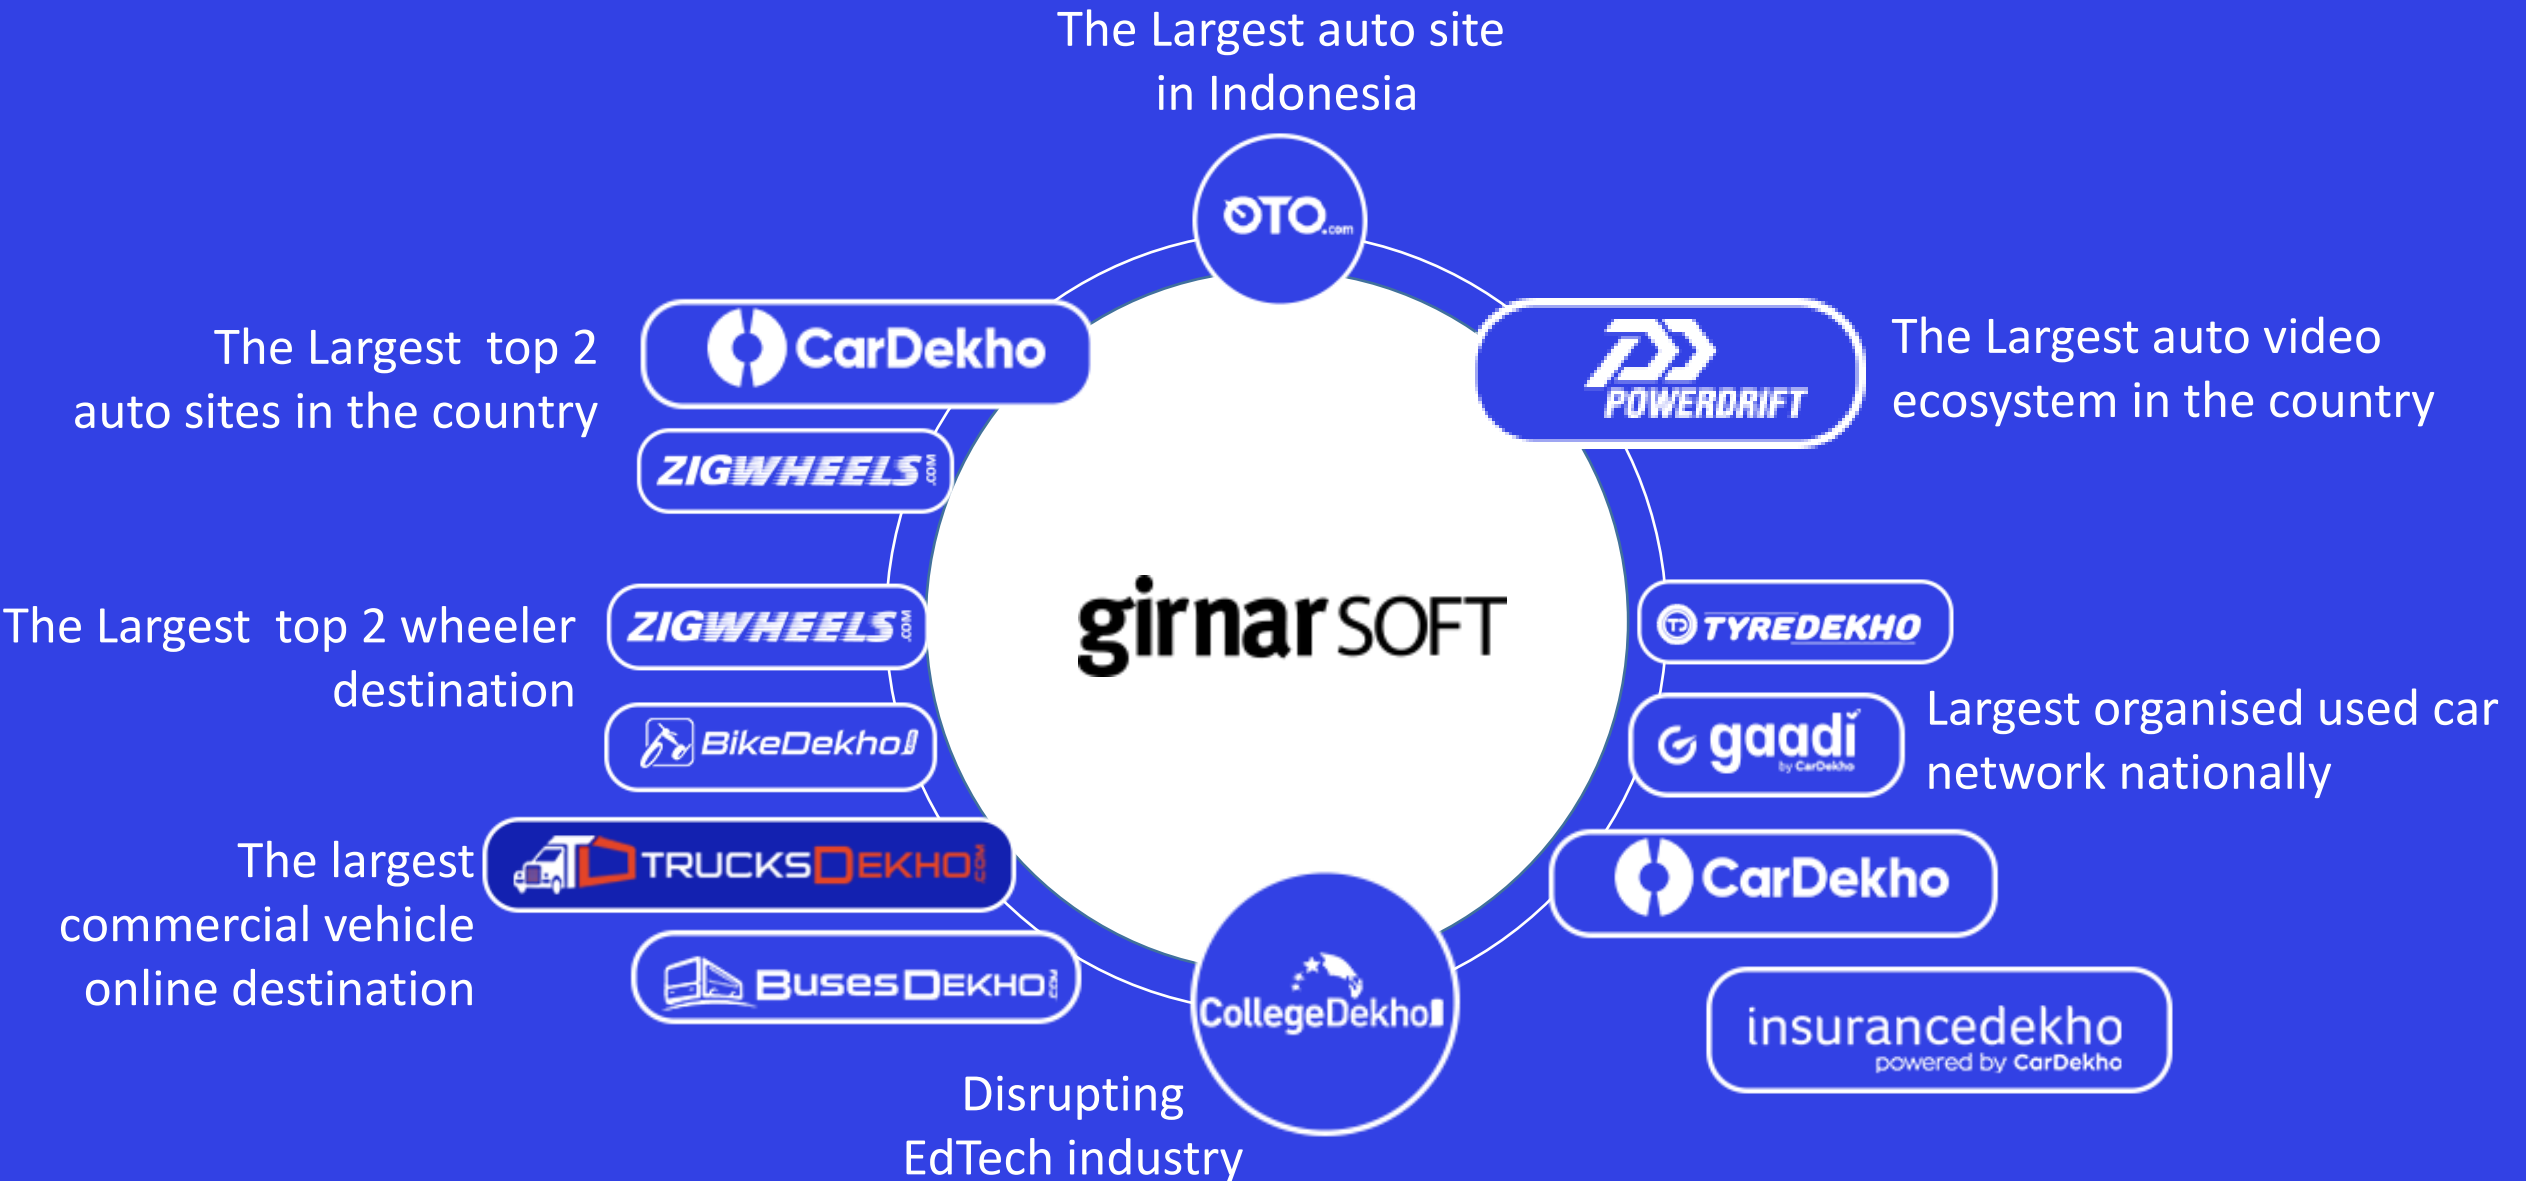 The Largest auto site
in Indonesia
OTO.com
The Largest top 2
auto sites in the country
CarDekho
ZIGWHEELS.COM
POWERDRIFT
The Largest auto video
ecosystem in the country
girnarSOFT
The Largest top 2 wheeler
destination
ZIGWHEELS.COM
BikeDekho
TYREDEKHO
gaadi
by CarDekho
Largest organised used car
network nationally
The largest
commercial vehicle
online destination
TRUCKSDEKHO.COM
BUSESDEKHO
CarDekho
CollegeDekho
insurancedekho
powered by CarDekho
Disrupting
EdTech industry